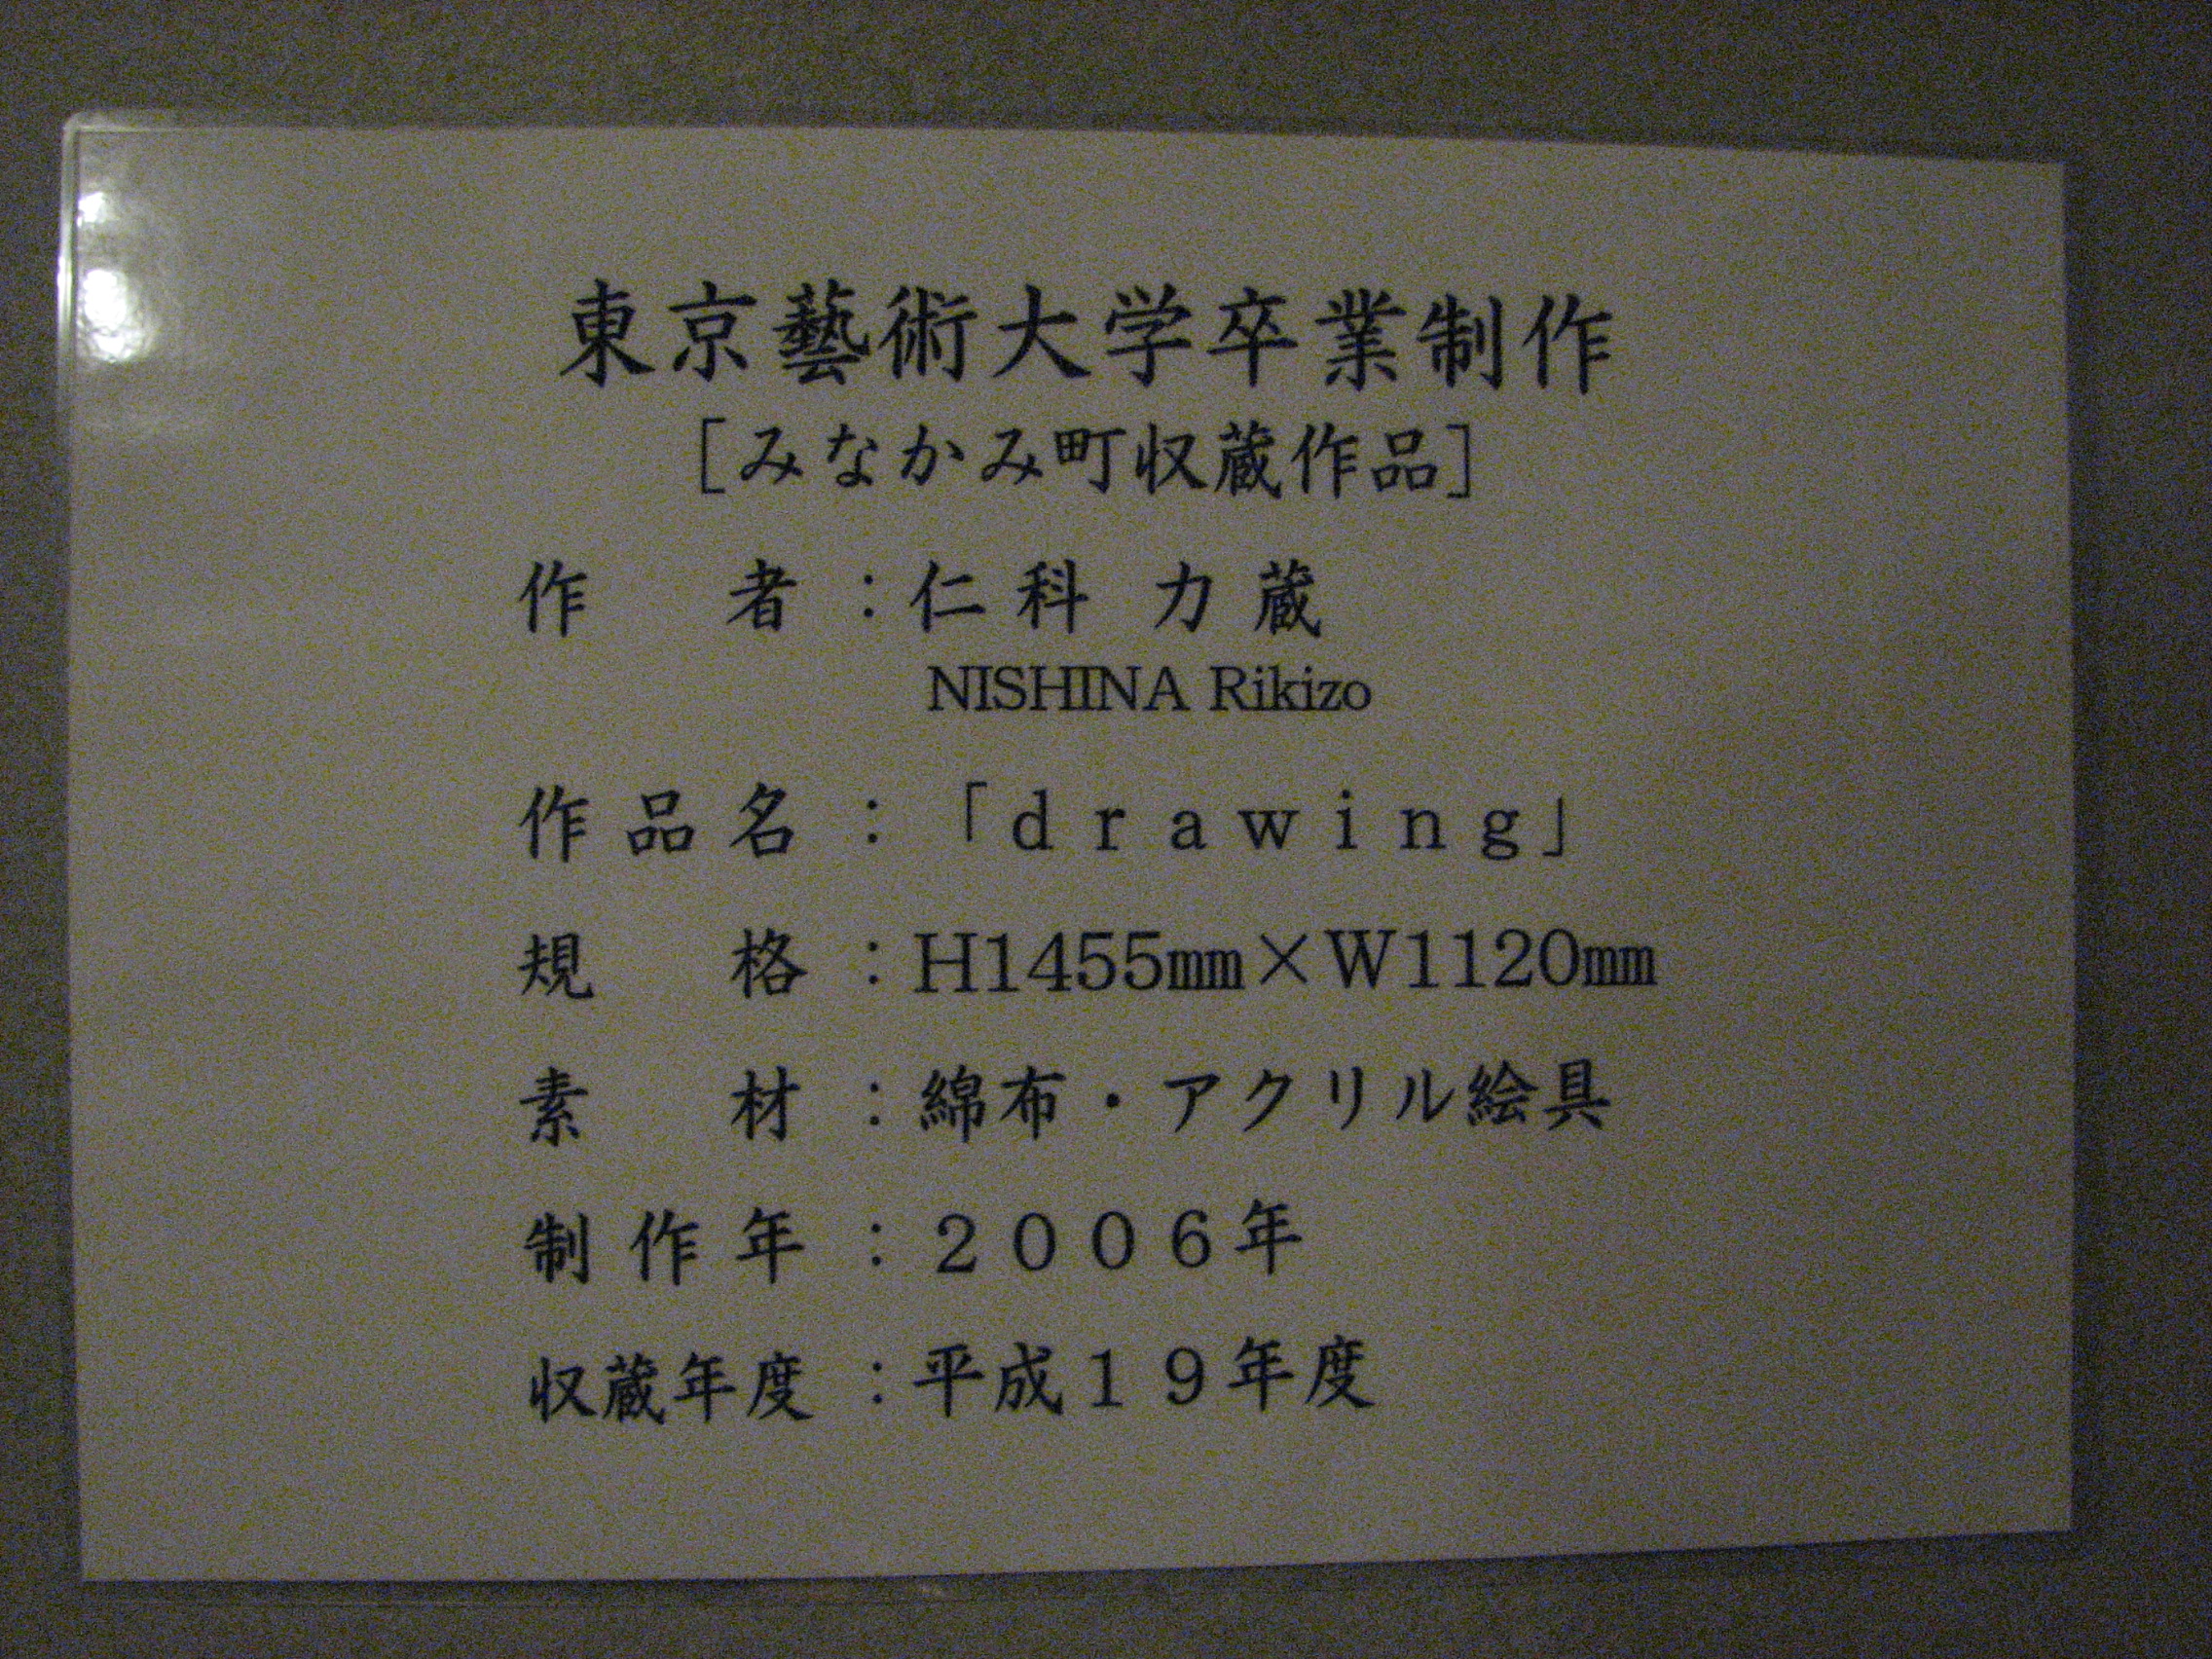 東京藝術大学卒業制作
［みなかみ町収蔵作品］
作　者：仁科 力蔵
NISHINA Rikizo
作品名：「ｄｒａｗｉｎｇ」
規　格：H1455㎜×W1120㎜
素　材：綿布・アクリル絵具
制作年：２００６年
収蔵年度：平成１９年度